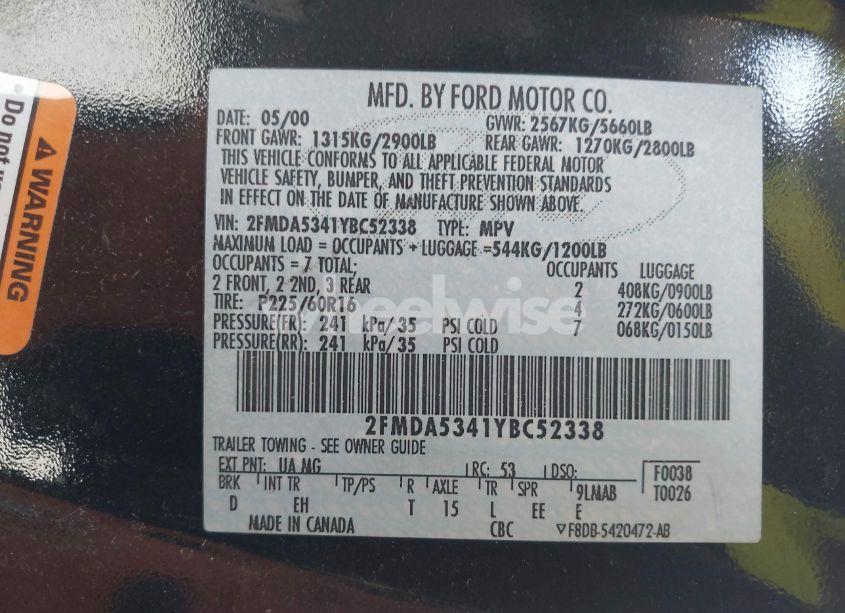 ⚠ WARNING
Do not
MFD. BY FORD MOTOR CO.
DATE: 05/00 GVWR: 2567KG/5660LB
FRONT GAWR: 1315KG/2900LB REAR GAWR: 1270KG/2800LB
THIS VEHICLE CONFORMS TO ALL APPLICABLE FEDERAL MOTOR
VEHICLE SAFETY, BUMPER, AND THEFT PREVENTION STANDARDS
IN EFFECT ON THE DATE OF MANUFACTURE SHOWN ABOVE.
VIN: 2FMDA5341YBC52338 TYPE: MPV
MAXIMUM LOAD = OCCUPANTS + LUGGAGE =544KG/1200LB
OCCUPANTS = 7 TOTAL; OCCUPANTS LUGGAGE
2 FRONT, 2 2ND, 3 REAR 2 408KG/0900LB
TIRE: P225/60R16 4 272KG/0600LB
PRESSURE(FR): 241 kPa/35 PSI COLD 7 068KG/0150LB
PRESSURE(RR): 241 kPa/35 PSI COLD
wheelwise
2FMDA5341YBC52338
TRAILER TOWING - SEE OWNER GUIDE
EXT PNT: UA MG RC: 53 DSO: F0038
BRK INT TR TP/PS R AXLE TR SPR 9LMAB T0026
D EH T 15 L EE E
MADE IN CANADA CBC ▽F8DB-5420472-AB